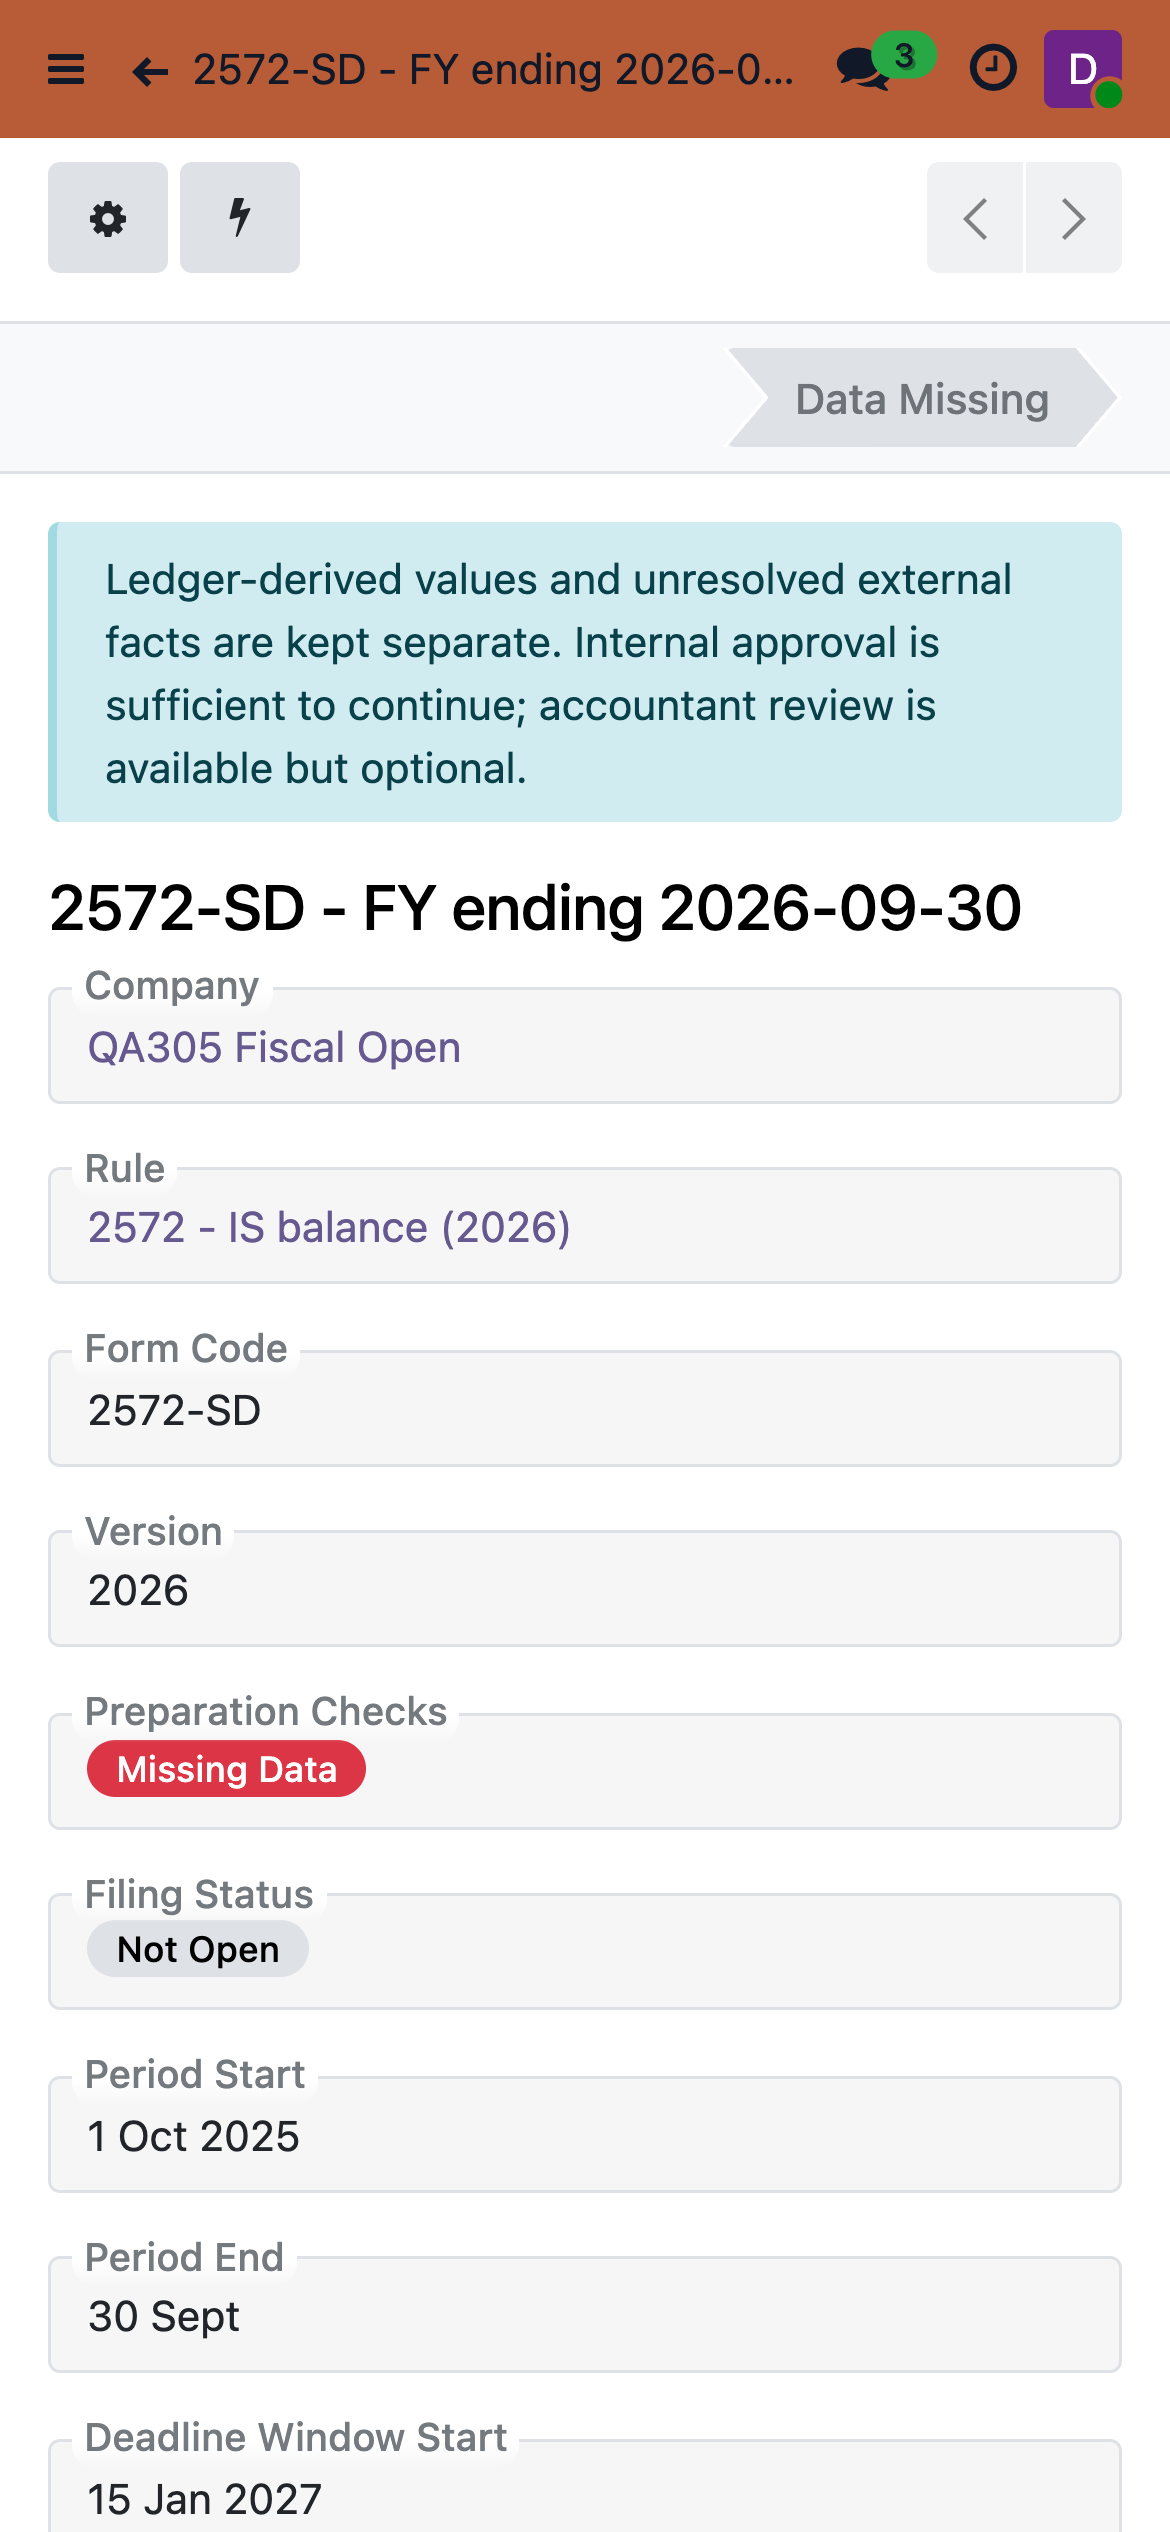 2572-SD - FY ending 2026-0...
3
D
Data Missing
Ledger-derived values and unresolved external
facts are kept separate. Internal approval is
sufficient to continue; accountant review is
available but optional.
2572-SD - FY ending 2026-09-30
Company
QA305 Fiscal Open
Rule
2572 - IS balance (2026)
Form Code
2572-SD
Version
2026
Preparation Checks
Missing Data
Filing Status
Not Open
Period Start
1 Oct 2025
Period End
30 Sept
Deadline Window Start
15 Jan 2027